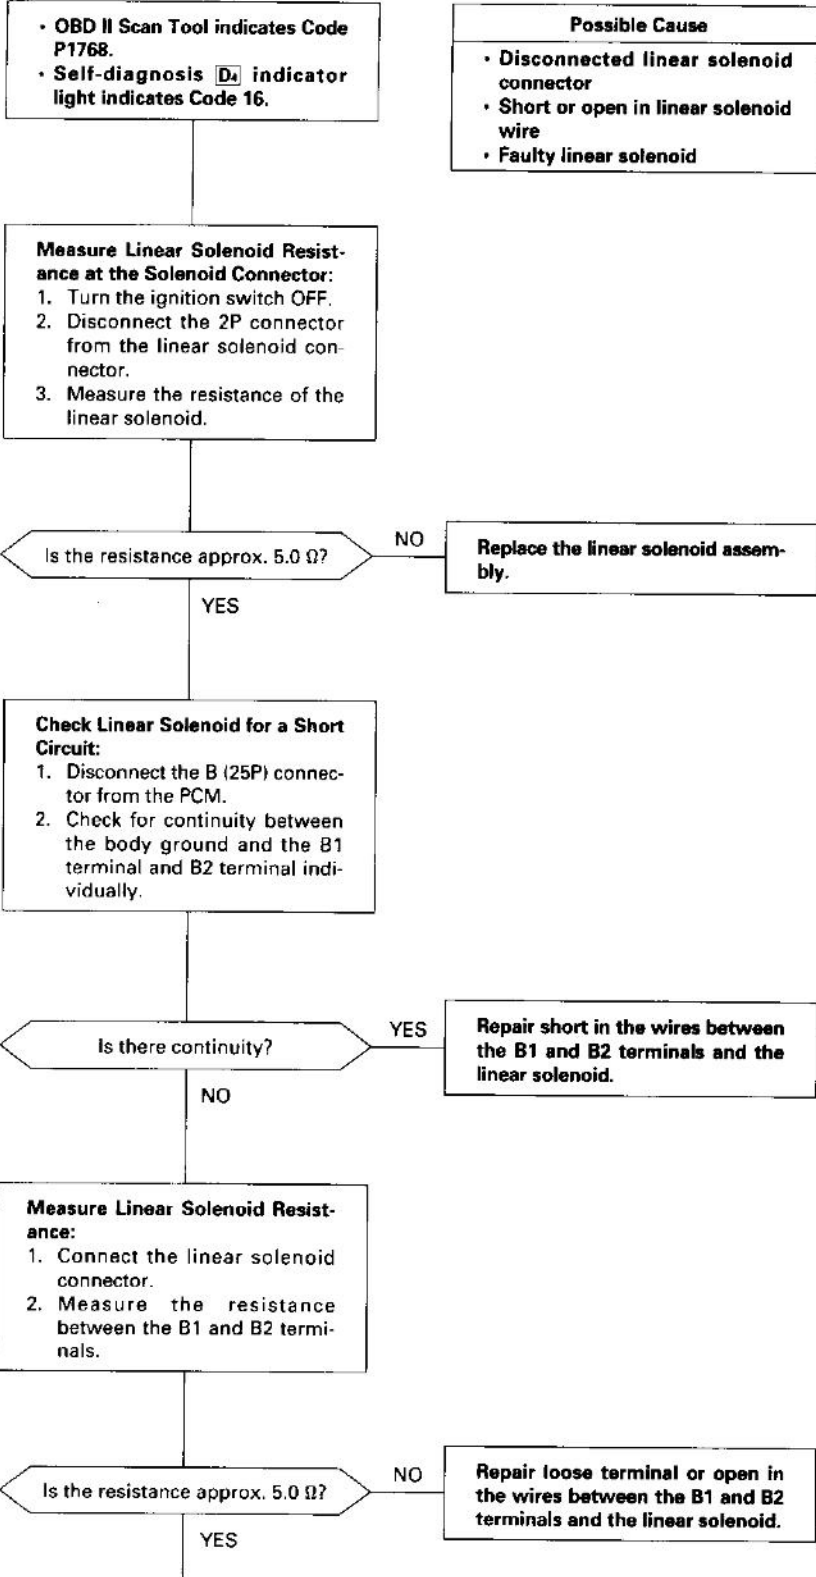 • OBD II Scan Tool indicates Code
P1768.
• Self-diagnosis D4 indicator
light indicates Code 16.
Possible Cause
• Disconnected linear solenoid
connector
• Short or open in linear solenoid
wire
• Faulty linear solenoid
Measure Linear Solenoid Resist-
ance at the Solenoid Connector:
1. Turn the ignition switch OFF.
2. Disconnect the 2P connector
from the linear solenoid con-
nector.
3. Measure the resistance of the
linear solenoid.
Is the resistance approx. 5.0 Ω?
NO
Replace the linear solenoid assem-
bly.
YES
Check Linear Solenoid for a Short
Circuit:
1. Disconnect the B (25P) connec-
tor from the PCM.
2. Check for continuity between
the body ground and the B1
terminal and B2 terminal indi-
vidually.
Is there continuity?
YES
Repair short in the wires between
the B1 and B2 terminals and the
linear solenoid.
NO
Measure Linear Solenoid Resist-
ance:
1. Connect the linear solenoid
connector.
2. Measure the resistance
between the B1 and B2 termi-
nals.
Is the resistance approx. 5.0 Ω?
NO
Repair loose terminal or open in
the wires between the B1 and B2
terminals and the linear solenoid.
YES